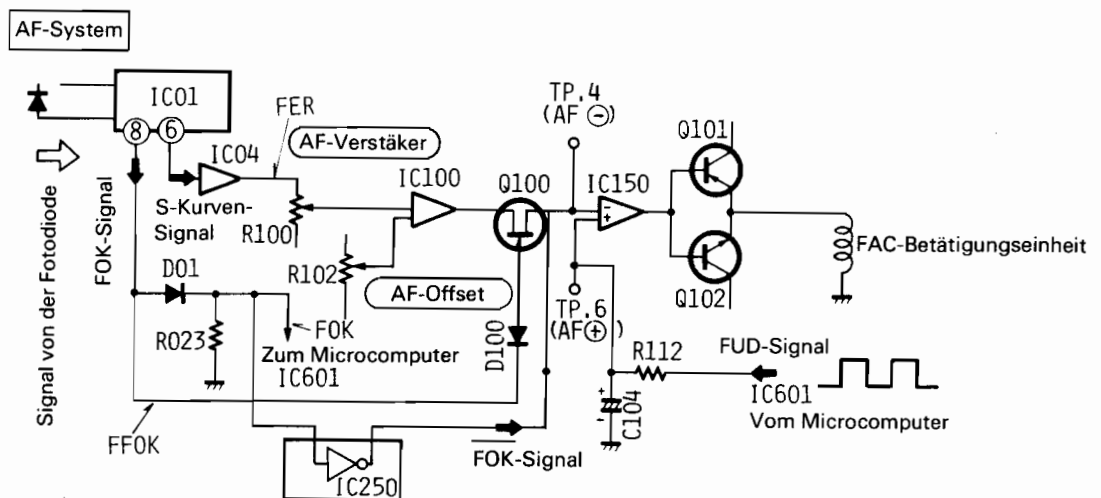 AF-System
IC01
8
6
FER
AF-Verstäker
IC04
IC100
Q100
TP.4
(AF ⊖)
IC150
Q101
Q102
FAC-Betätigungseinheit
Signal von der Fotodiode
FOK-Signal
S-Kurven-
Signal
R100
R102
AF-Offset
TP.6
(AF⊕)
D01
R023
FOK
Zum Microcomputer
IC601
D100
R112
FUD-Signal
IC601
Vom Microcomputer
C104
+
-
-
+
FFOK
F̅O̅K̅-Signal
IC250